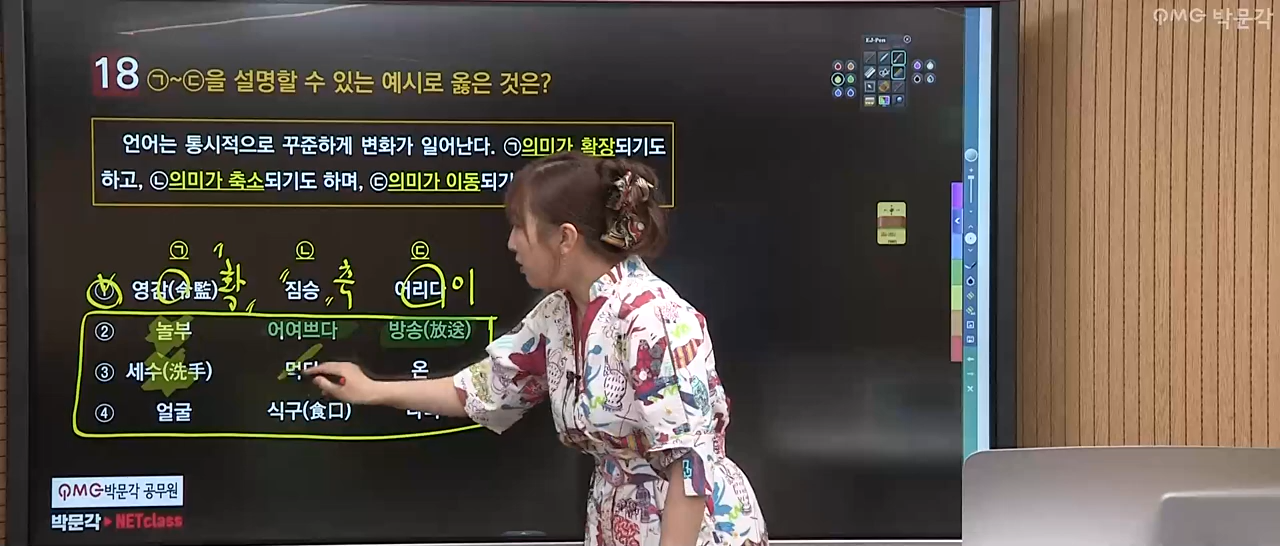 QMG 박문각
EJ-Pen
18 ㉠~㉢을 설명할 수 있는 예시로 옳은 것은?
언어는 통시적으로 꾸준하게 변화가 일어난다. ㉠의미가 확장되기도
하고, ㉡의미가 축소되기도 하며, ㉢의미가 이동되기
㉠ ㉡ ㉢
① 영감(令監) 확 짐승 축 어리다 이
② 놀부 어여쁘다 방송(放送)
③ 세수(洗手) 먹다 온
④ 얼굴 식구(食口)
QMG박문각 공무원
박문각 NETclass